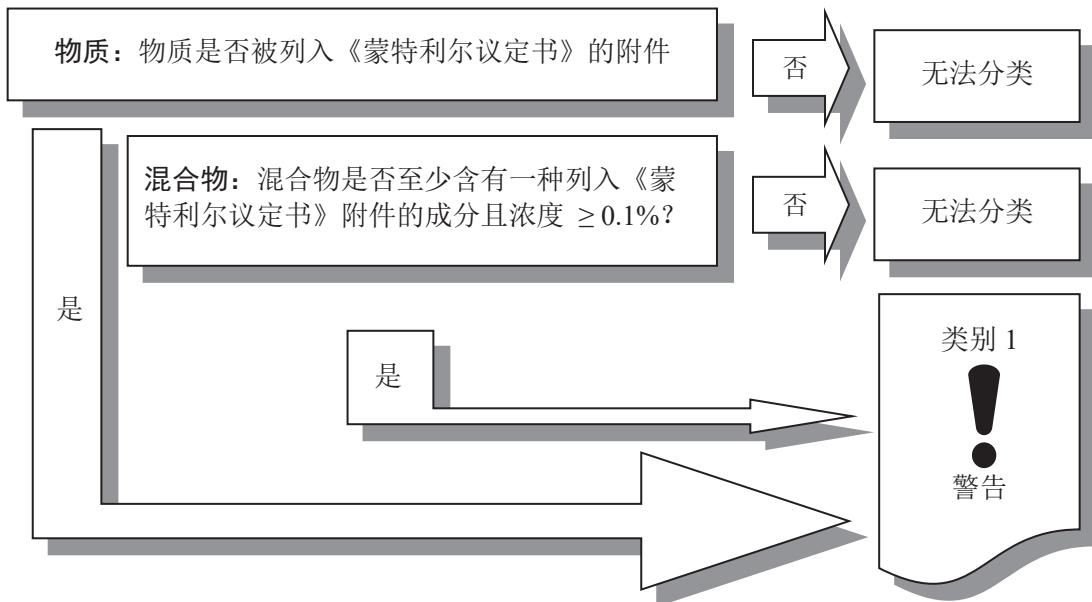 物质：物质是否被列入《蒙特利尔议定书》的附件
否
无法分类
混合物：混合物是否至少含有一种列入《蒙
特利尔议定书》附件的成分且浓度 ≥ 0.1%？
否
无法分类
是
是
类别 1
警告